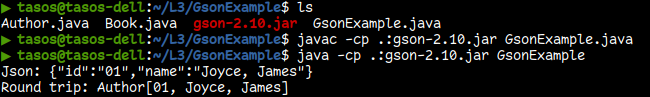 ▶ tasos@tasos-dell:~/L3/GsonExample$ ls
Author.java  Book.java  gson-2.10.jar  GsonExample.java
▶ tasos@tasos-dell:~/L3/GsonExample$ javac -cp .:gson-2.10.jar GsonExample.java
▶ tasos@tasos-dell:~/L3/GsonExample$ java -cp .:gson-2.10.jar GsonExample
Json: {"id":"01","name":"Joyce, James"}
Round trip: Author[01, Joyce, James]